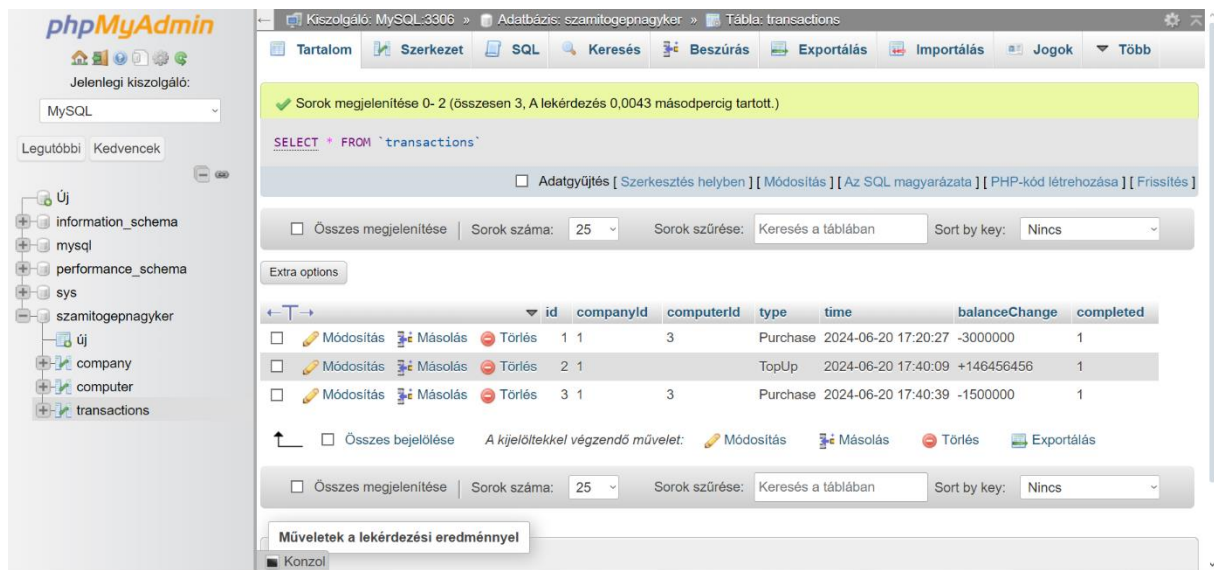 phpMyAdmin
Jelenlegi kiszolgáló:
MySQL
Legutóbbi Kedvencek
Új
information_schema
mysql
performance_schema
sys
szamitogepnagyker
új
company
computer
transactions
Kiszolgáló: MySQL:3306 » Adatbázis: szamitogepnagyker » Tábla: transactions
Tartalom Szerkezet SQL Keresés Beszúrás Exportálás Importálás Jogok Több
Sorok megjelenítése 0- 2 (összesen 3, A lekérdezés 0,0043 másodpercig tartott.)
SELECT * FROM `transactions`
Adatgyűjtés [ Szerkesztés helyben ] [ Módosítás ] [ Az SQL magyarázata ] [ PHP-kód létrehozása ] [ Frissítés ]
Összes megjelenítése | Sorok száma: 25 Sorok szűrése: Keresés a táblában Sort by key: Nincs
Extra options
←T→ id companyId computerId type time balanceChange completed
Módosítás Másolás Törlés 1 1 3 Purchase 2024-06-20 17:20:27 -3000000 1
Módosítás Másolás Törlés 2 1 TopUp 2024-06-20 17:40:09 +146456456 1
Módosítás Másolás Törlés 3 1 3 Purchase 2024-06-20 17:40:39 -1500000 1
Összes bejelölése A kijelöltekkel végzendő művelet: Módosítás Másolás Törlés Exportálás
Összes megjelenítése | Sorok száma: 25 Sorok szűrése: Keresés a táblában Sort by key: Nincs
Műveletek a lekérdezési eredménnyel
Konzol